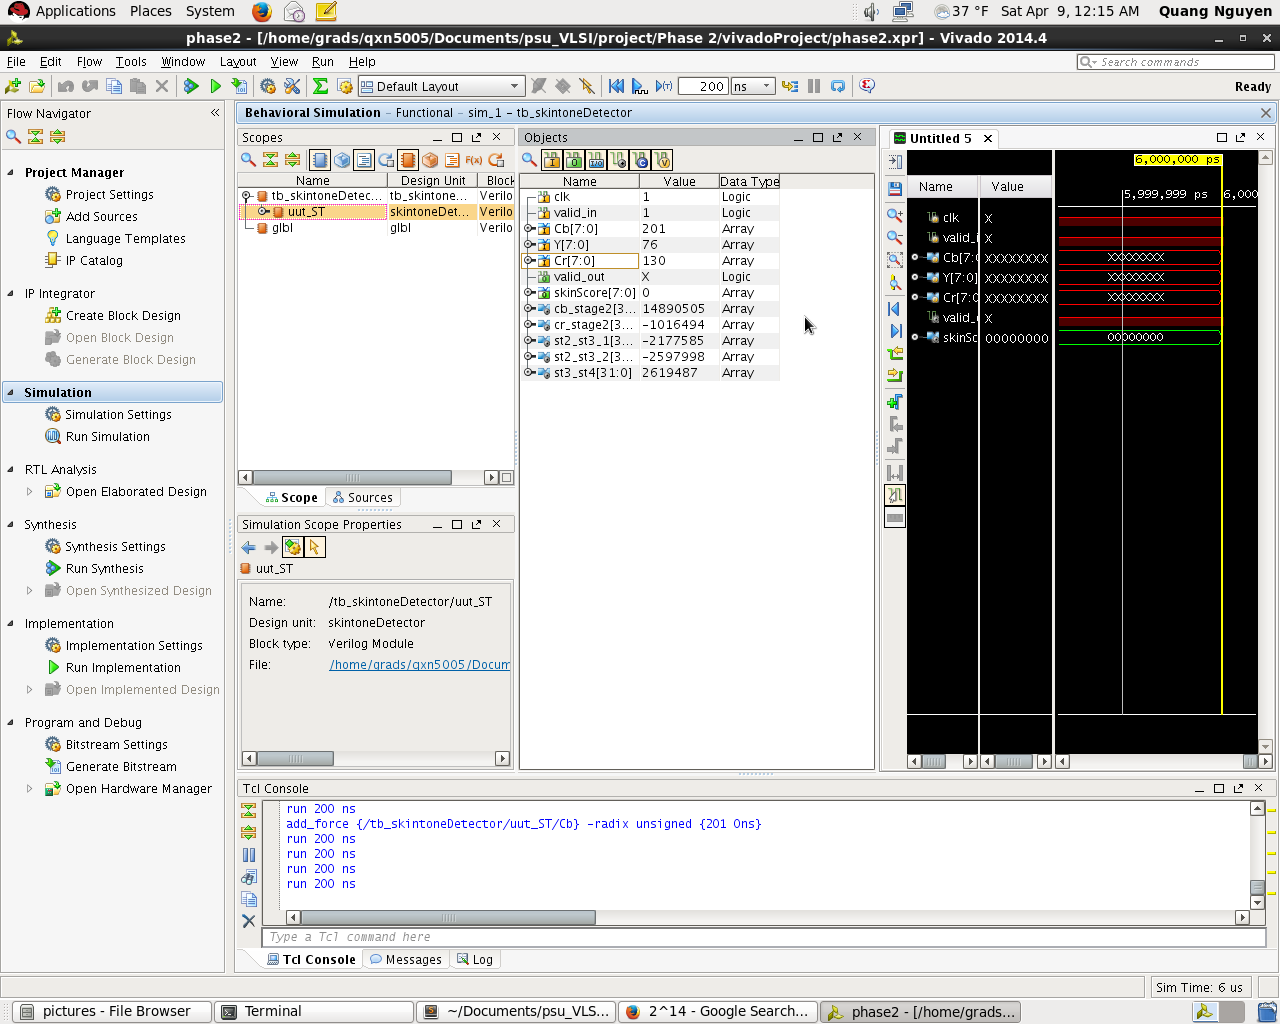 Applications Places System 37 °F Sat Apr 9, 12:15 AM Quang Nguyen
phase2 - [/home/grads/qxn5005/Documents/psu_VLSI/project/Phase 2/vivadoProject/phase2.xpr] - Vivado 2014.4
File Edit Flow Tools Window Layout View Run Help Search commands
Default Layout 200 ns Ready
Flow Navigator
Project Manager
Project Settings
Add Sources
Language Templates
IP Catalog
IP Integrator
Create Block Design
Open Block Design
Generate Block Design
Simulation
Simulation Settings
Run Simulation
RTL Analysis
Open Elaborated Design
Synthesis
Synthesis Settings
Run Synthesis
Open Synthesized Design
Implementation
Implementation Settings
Run Implementation
Open Implemented Design
Program and Debug
Bitstream Settings
Generate Bitstream
Open Hardware Manager
Behavioral Simulation - Functional - sim_1 - tb_skintoneDetector
Scopes
Name Design Unit Block
tb_skintoneDetec... tb_skintone... Verilo
uut_ST skintoneDet... Verilo
glbl glbl Verilo
Scope Sources
Simulation Scope Properties
uut_ST
Name: /tb_skintoneDetector/uut_ST
Design unit: skintoneDetector
Block type: Verilog Module
File: /home/grads/qxn5005/Docum
Objects
Name Value Data Type
clk 1 Logic
valid_in 1 Logic
Cb[7:0] 201 Array
Y[7:0] 76 Array
Cr[7:0] 130 Array
valid_out X Logic
skinScore[7:0] 0 Array
cb_stage2[3... 14890505 Array
cr_stage2[3... -1016494 Array
st2_st3_1[3... -2177585 Array
st2_st3_2[3... -2597998 Array
st3_st4[31:0] 2619487 Array
Untitled 5
6,000,000 ps
Name Value 5,999,999 ps 6,000
clk X
valid_i X
Cb[7:0 XXXXXXXX XXXXXXXX
Y[7:0] XXXXXXXX XXXXXXXX
Cr[7:0 XXXXXXXX XXXXXXXX
valid_ X
skinSc 00000000 00000000
Tcl Console
run 200 ns
add_force {/tb_skintoneDetector/uut_ST/Cb} -radix unsigned {201 0ns}
run 200 ns
run 200 ns
run 200 ns
run 200 ns
Type a Tcl command here
Tcl Console Messages Log
Sim Time: 6 us
pictures - File Browser Terminal ~/Documents/psu_VLS... 2^14 - Google Search... phase2 - [/home/grads...